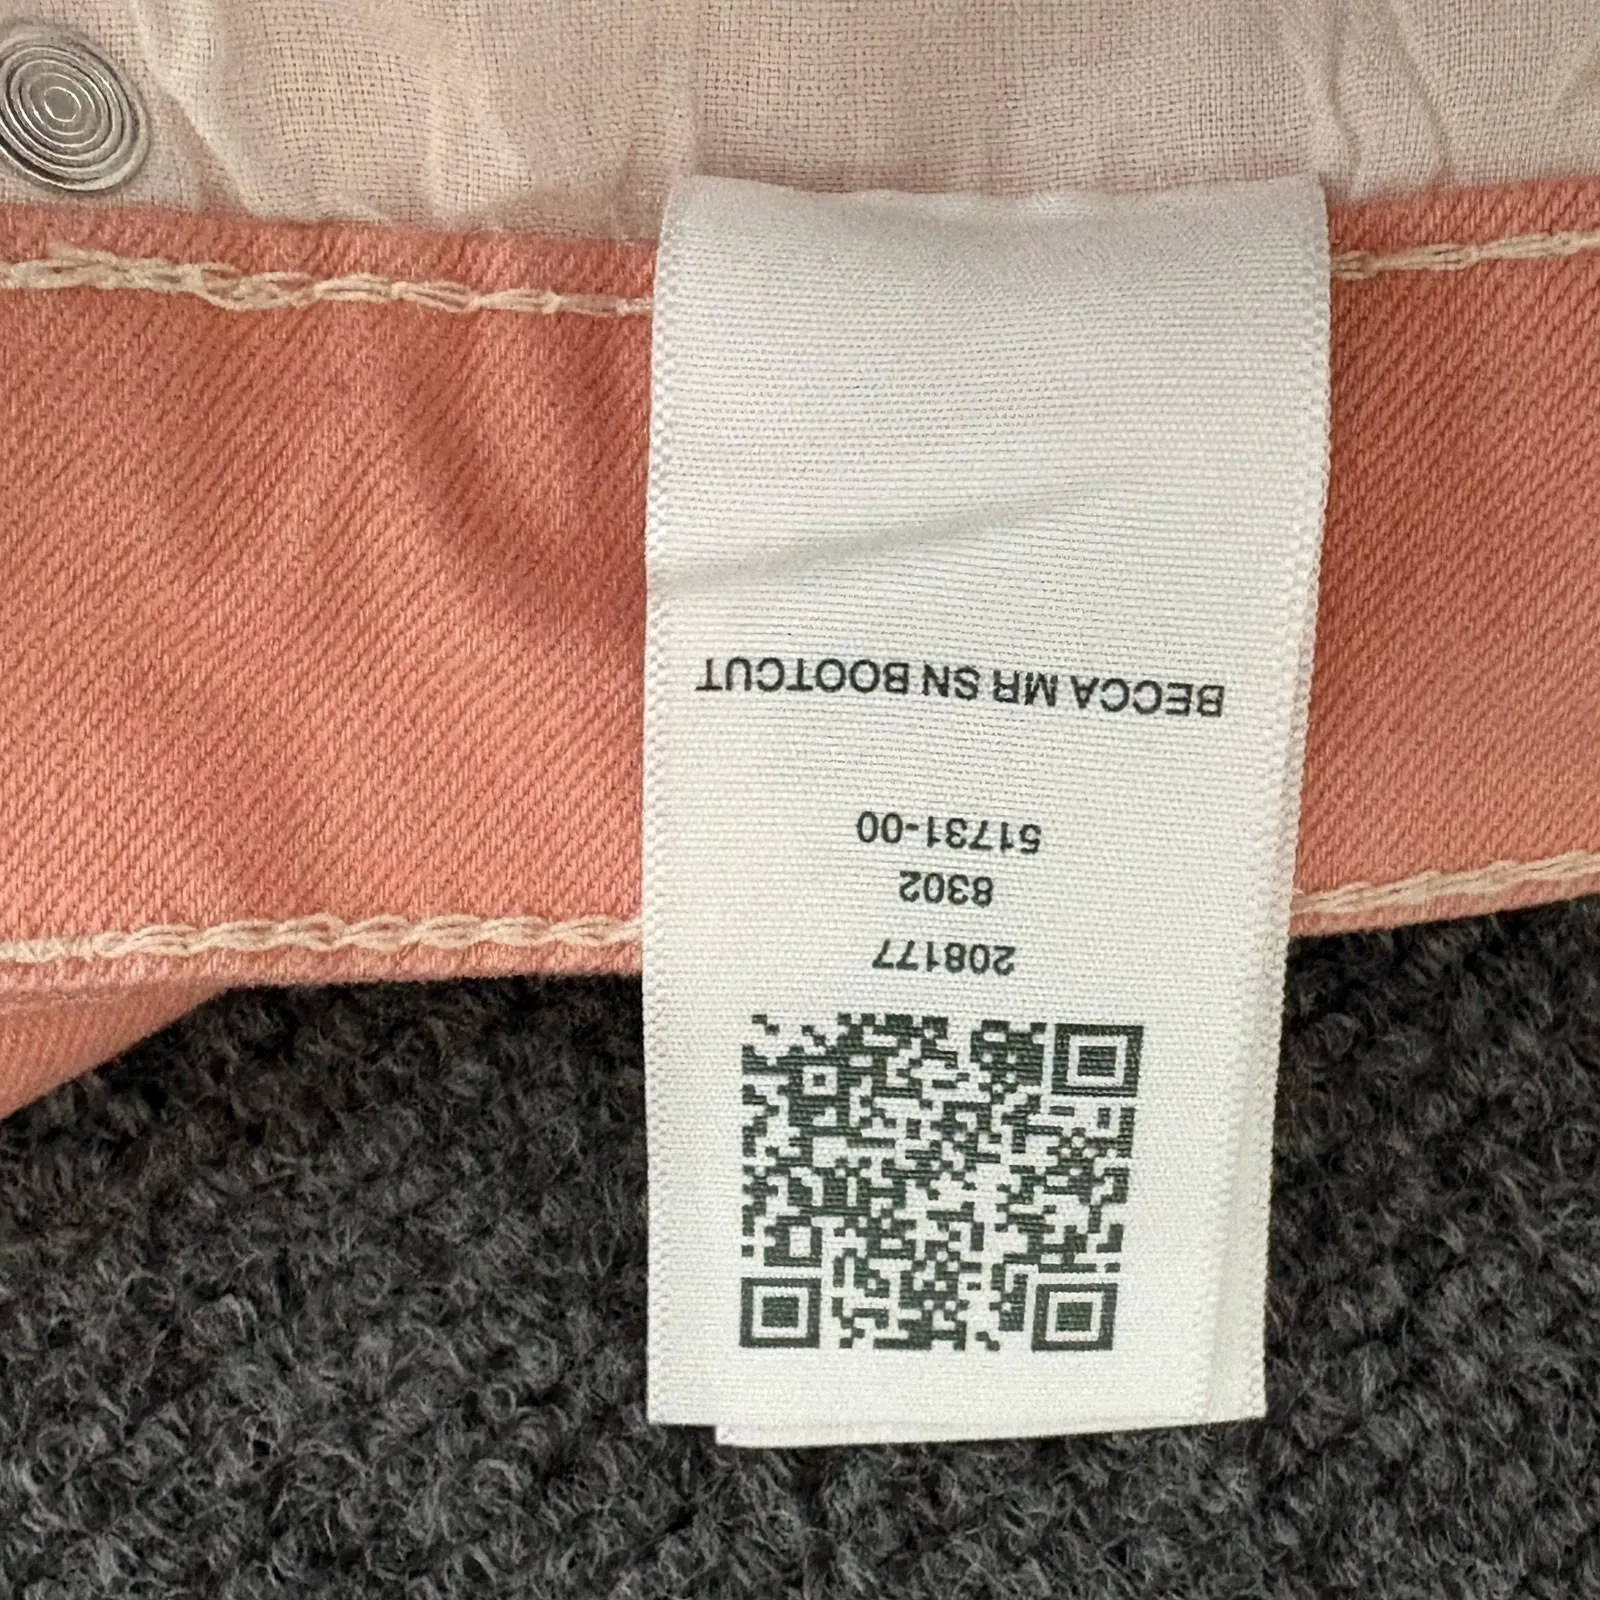 208177
8302
51731-00
BECCA MR SN BOOTCUT